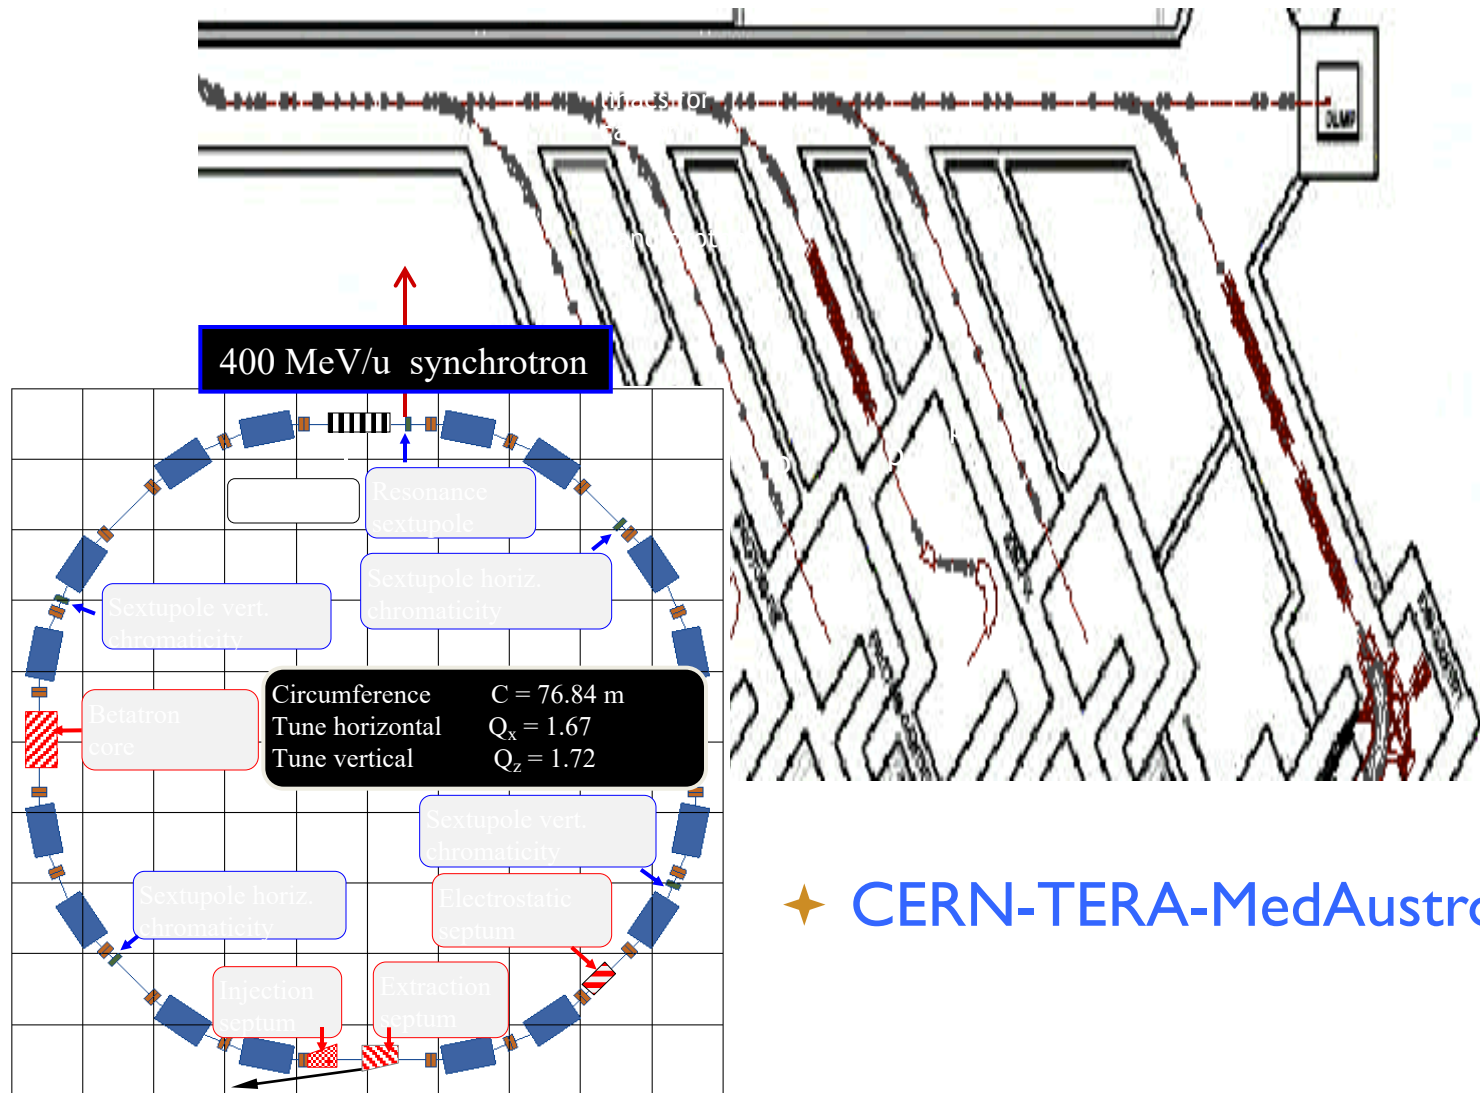 DUMP
400 MeV/u synchrotron
Resonance
sextupole
Sextupole horiz.
chromaticity
Sextupole vert.
chromaticity
Betatron
core
Circumference C = 76.84 m
Tune horizontal Qx = 1.67
Tune vertical Qz = 1.72
Sextupole vert.
chromaticity
Sextupole horiz.
chromaticity
Electrostatic
septum
Injection
septum
Extraction
septum
CERN-TERA-MedAustro